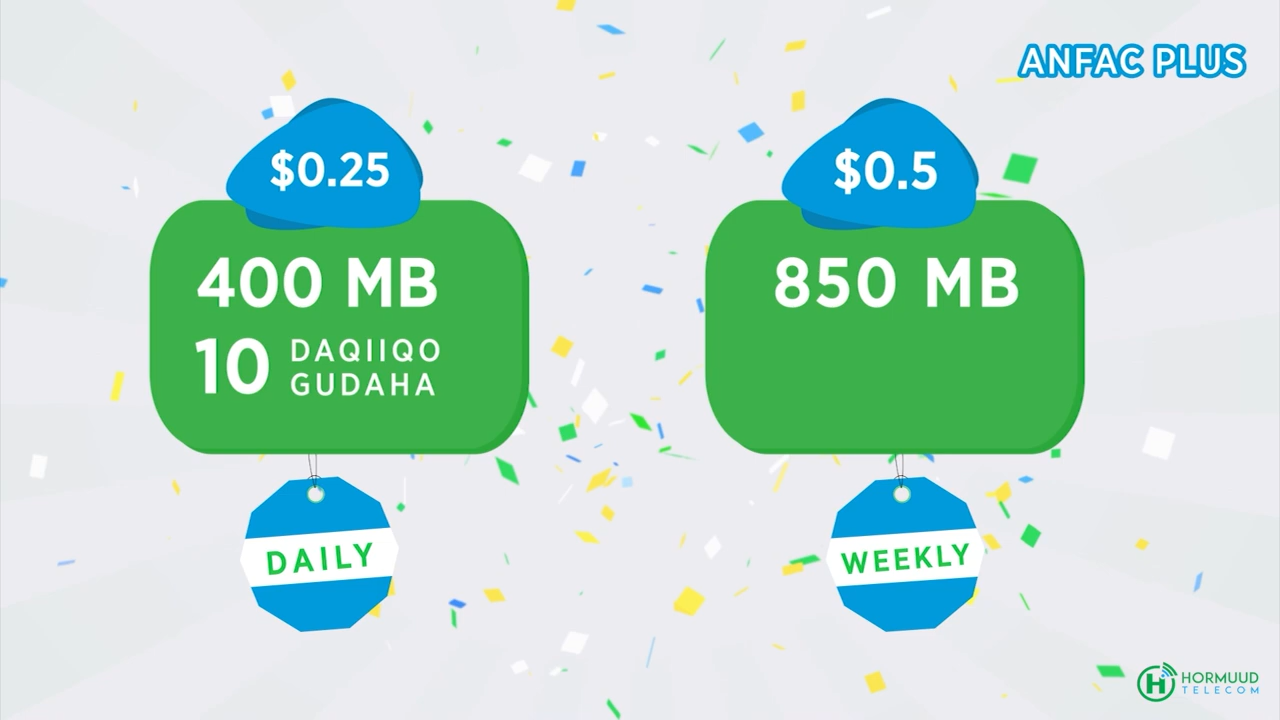 ANFAC PLUS
$0.25
400 MB
10 DAQIIQO
GUDAHA
DAILY
$0.5
850 MB
WEEKLY
HORMUUD
TELECOM